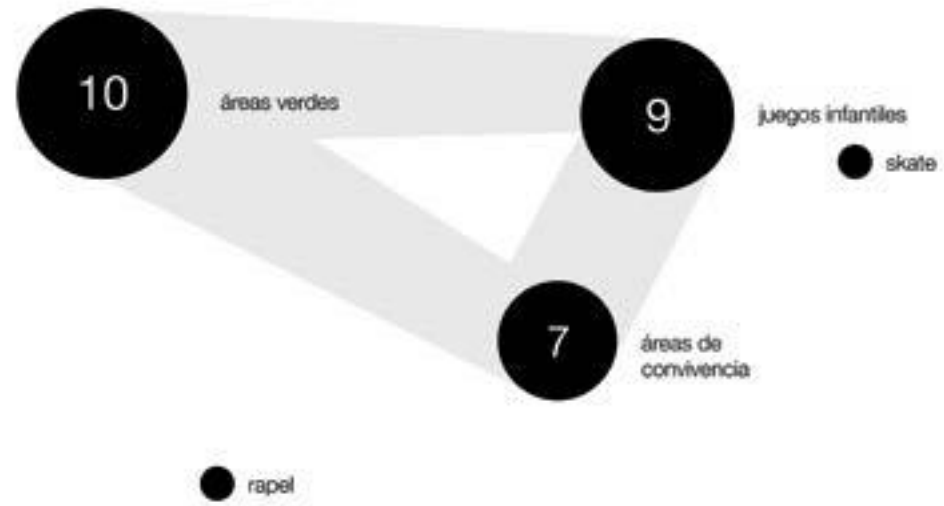 10
áreas verdes
9
juegos infantiles
skate
7
áreas de
convivencia
rapel